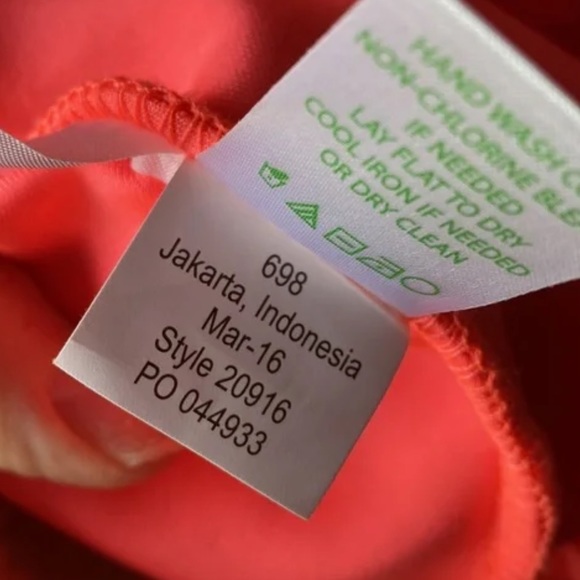 HAND WASH
NON-CHLORINE
IF NEEDED
LAY FLAT TO DRY
COOL IRON IF NEEDED
OR DRY CLEAN
698
Jakarta, Indonesia
Mar-16
Style 20916
PO 044933